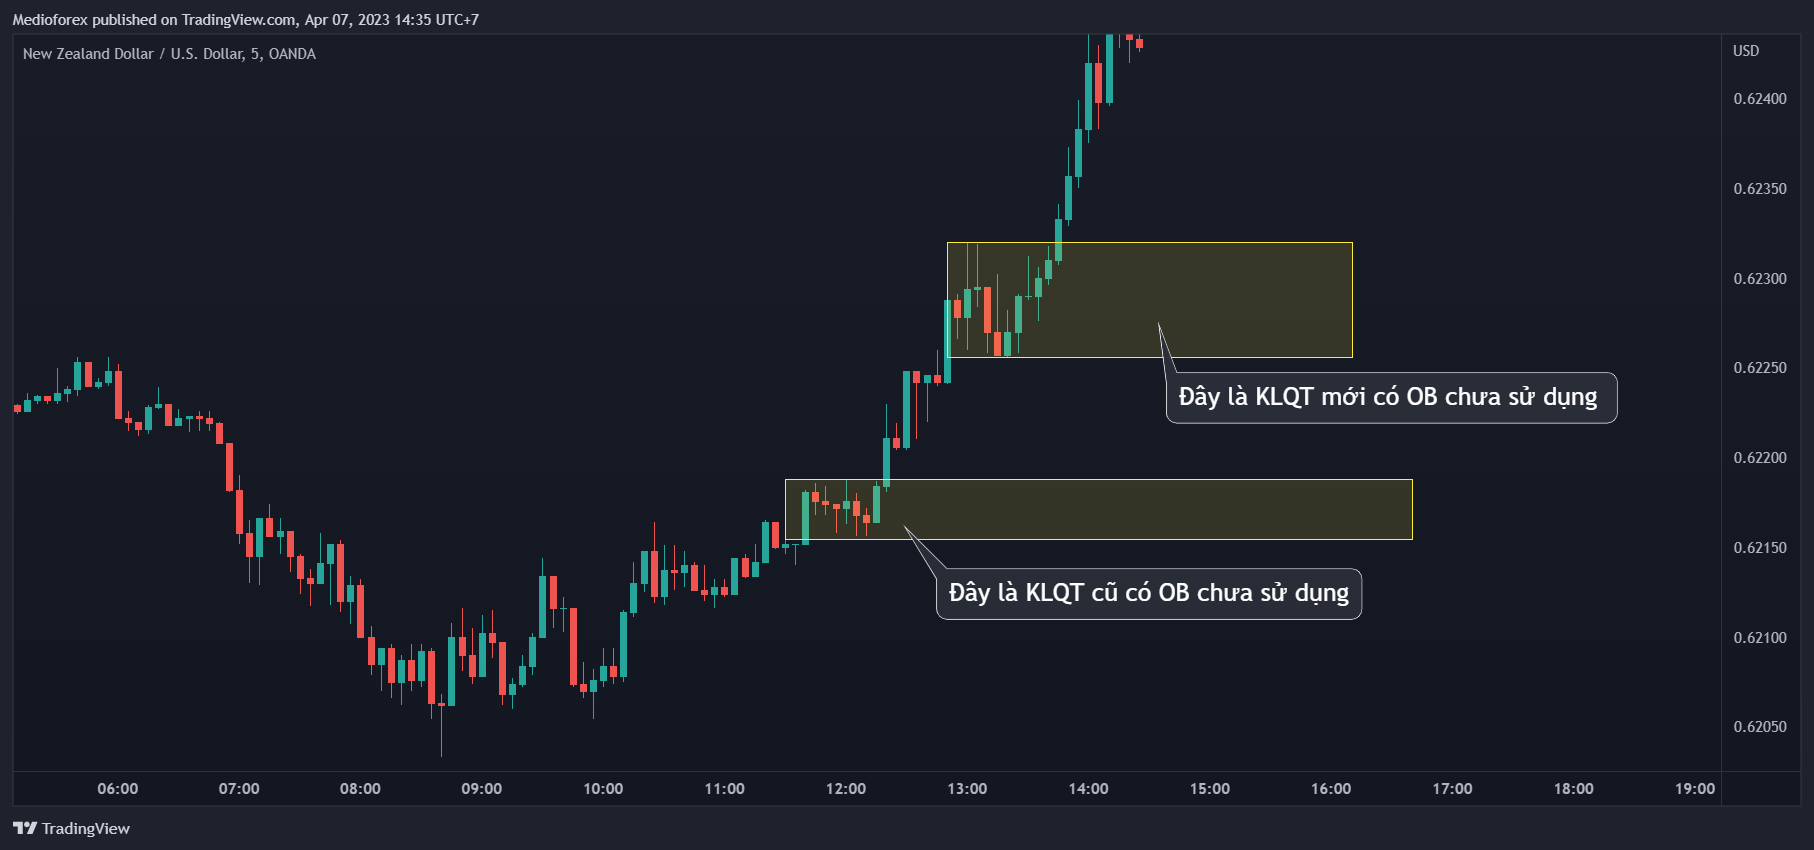 Medioforex published on TradingView.com, Apr 07, 2023 14:35 UTC+7
New Zealand Dollar / U.S. Dollar, 5, OANDA
USD
0.62400
0.62350
0.62300
0.62250
Đây là KLQT mới có OB chưa sử dụng
0.62200
0.62150
Đây là KLQT cũ có OB chưa sử dụng
0.62100
0.62050
06:00 07:00 08:00 09:00 10:00 11:00 12:00 13:00 14:00 15:00 16:00 17:00 18:00 19:00
TradingView